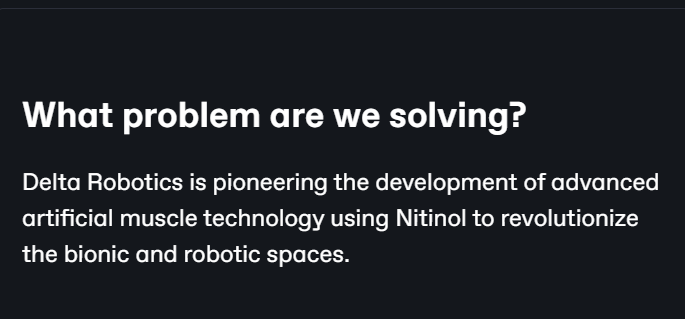 What problem are we solving?
Delta Robotics is pioneering the development of advanced
artificial muscle technology using Nitinol to revolutionize
the bionic and robotic spaces.